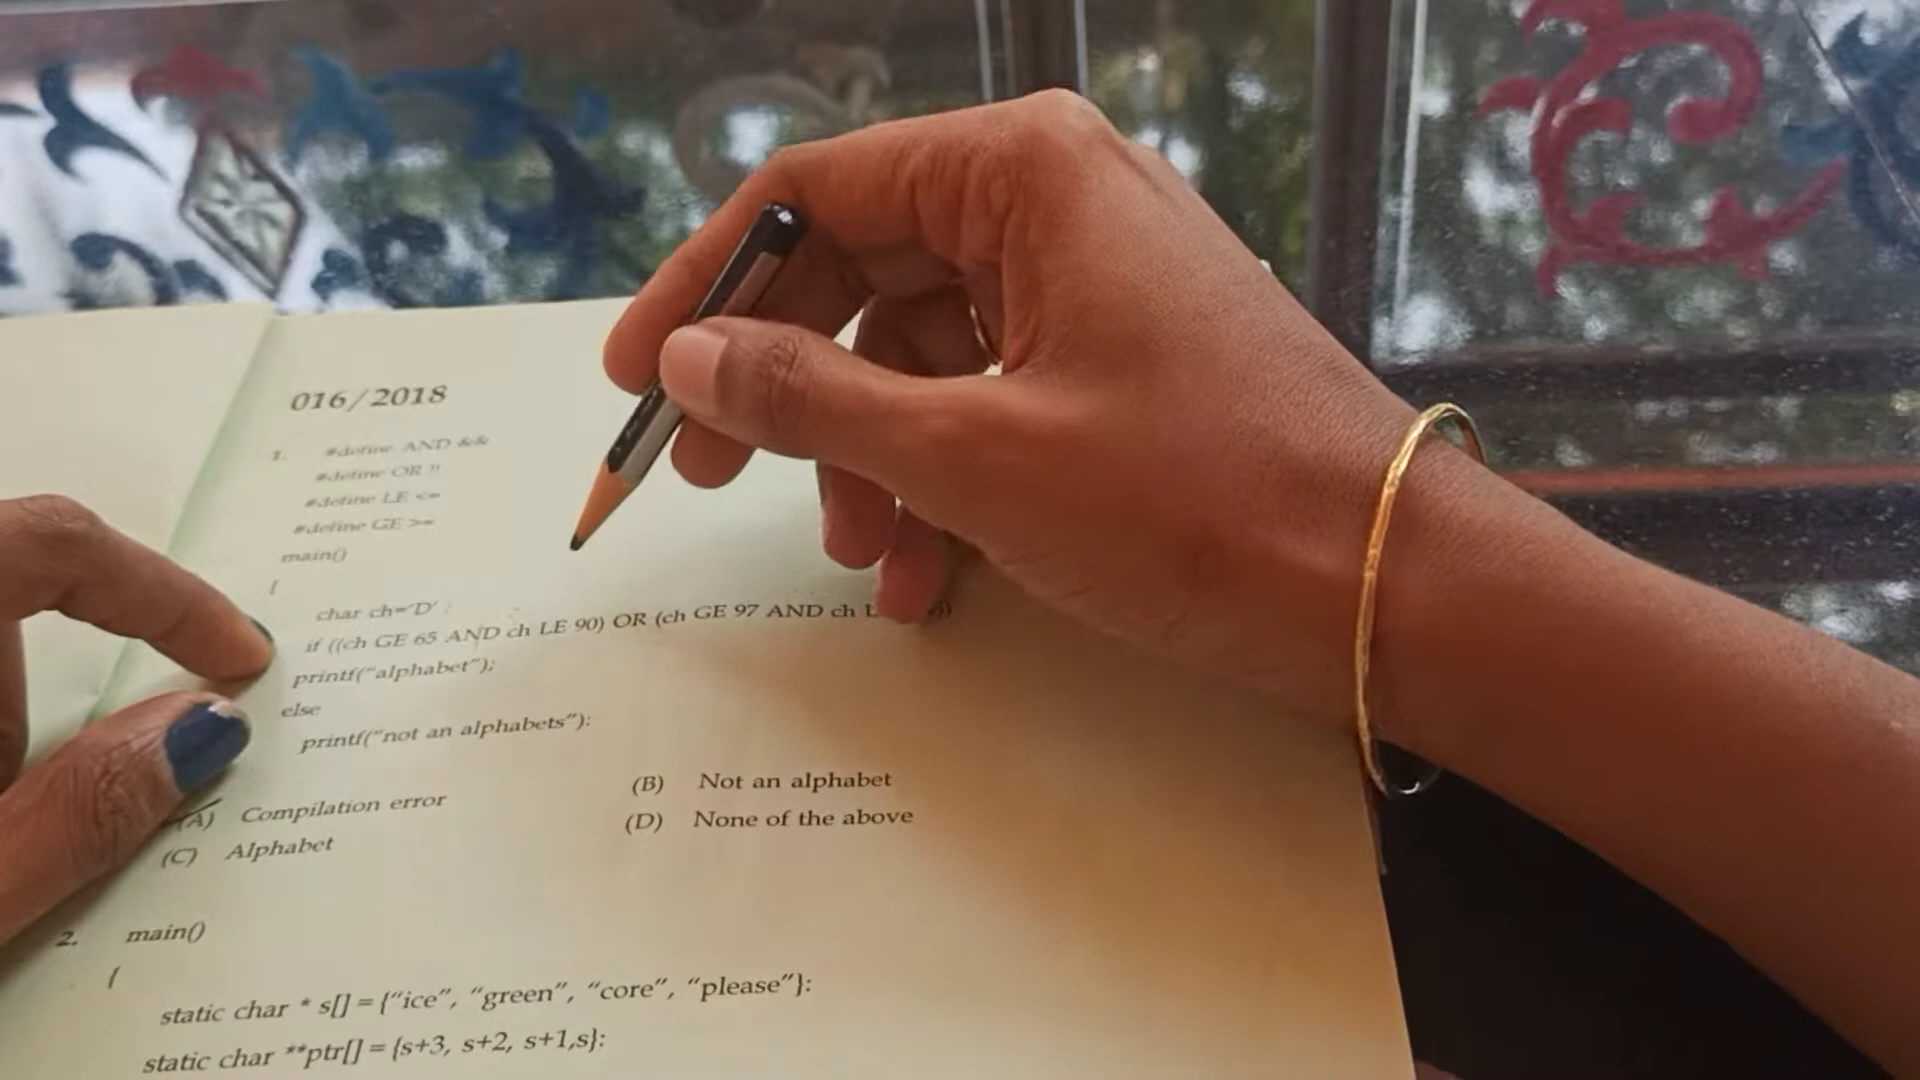 016/2018
1. #define AND &&
#define OR !!
#define LE <=
#define GE >=
main()
{
char ch='D' ;
if ((ch GE 65 AND ch LE 90) OR (ch GE 97 AND ch
printf("alphabet");
else
printf("not an alphabets"):
(A) Compilation error
(B) Not an alphabet
(C) Alphabet
(D) None of the above
2. main()
{
static char * s[] = {"ice", "green", "core", "please"}:
static char **ptr[] = {s+3, s+2, s+1,s}: